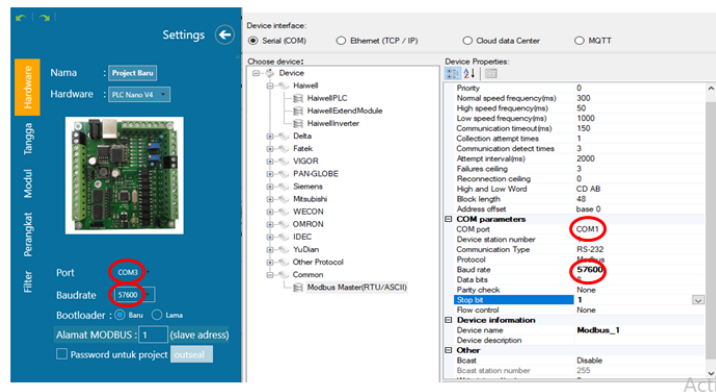 Settings
Hardware
Tangga
Modul
Perangkat
Filter
Nama : Project Baru
Hardware : PLC Nano V4
Port COM3
Baudrate 57600
Bootloader : Baru Lama
Alamat MODBUS : 1 (slave adress)
Password untuk project outseal
Device interface:
Serial (COM) Ethernet (TCP / IP) Cloud data Center MQTT
Choose device:
Device
Haiwell
HaiwellPLC
HaiwellExtendModule
HaiwellInverter
Delta
Fatek
VIGOR
PAN-GLOBE
Siemens
Mitsubishi
WECON
OMRON
IDEC
YuDian
Other Protocol
Common
Modbus Master(RTU/ASCII)
Device Properties:
Priority 0
Normal speed frequency(ms) 300
High speed frequency(ms) 50
Low speed frequency(ms) 1000
Communication timeout(ms) 150
Collection attempt times 1
Communication detect times 3
Attempt interval(ms) 2000
Failures ceiling 3
Reconnection ceiling 0
High and Low Word CD AB
Block length 48
Address offset base 0
COM parameters
COM port COM1
Device station number
Communication Type RS-232
Protocol Modbus
Baud rate 57600
Data bits
Parity check None
Stop bit 1
Flow control None
Device information
Device name Modbus_1
Device description
Other
Bcast Disable
Bcast station number 255
Acti